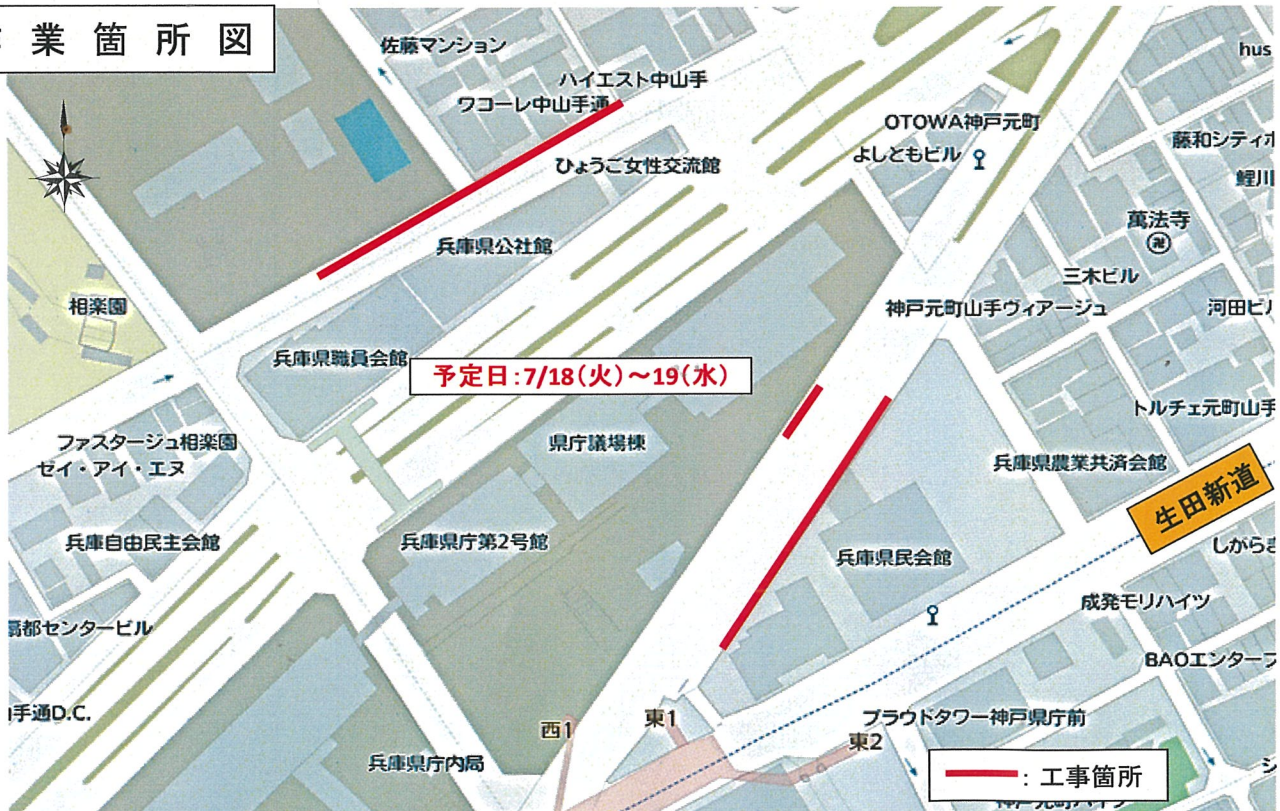 業箇所図
佐藤マンション
ハイエスト中山手
ワコーレ中山手通
ひょうご女性交流館
OTOWA神戸元町
よしともビル
hus
藤和シティホ
鯉川
萬法寺
兵庫県公社館
相楽園
三木ビル
神戸元町山手ヴィアージュ
河田ビル
兵庫県職員会館
予定日:7/18(火)~19(水)
トルチェ元町山手
ファスタージュ相楽園
ゼイ・アイ・エヌ
県庁議場棟
兵庫県農業共済会館
生田新道
兵庫自由民主会館
兵庫県庁第2号館
兵庫県民会館
しがらき
成発モリハイツ
都センタービル
BAOエンタープ
手通D.C.
西1
東1
プラウドタワー神戸県庁前
東2
兵庫県庁内局
:工事箇所